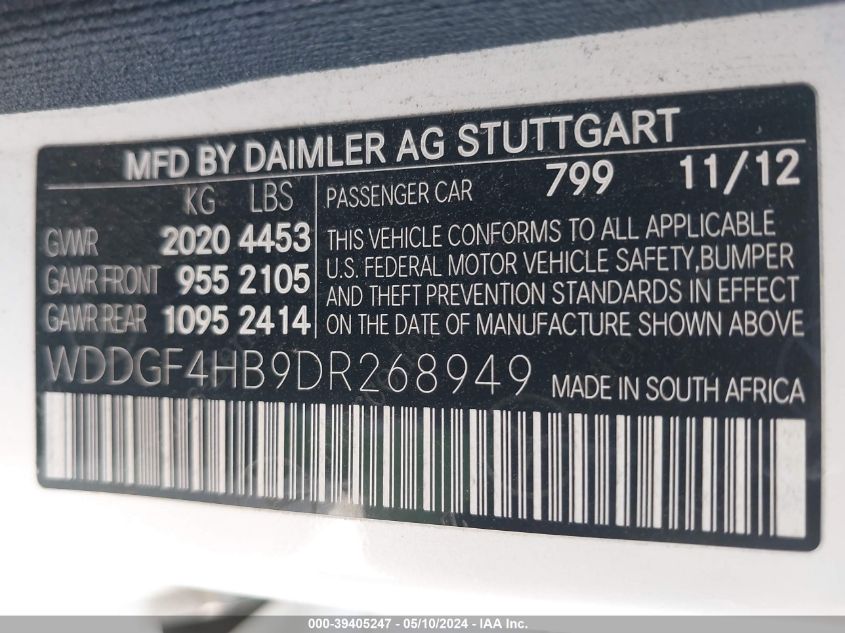 MFD BY DAIMLER AG STUTTGART
KG LBS
GVWR 2020 4453
GAWR FRONT 955 2105
GAWR REAR 1095 2414
PASSENGER CAR 799 11/12
THIS VEHICLE CONFORMS TO ALL APPLICABLE
U.S. FEDERAL MOTOR VEHICLE SAFETY,BUMPER
AND THEFT PREVENTION STANDARDS IN EFFECT
ON THE DATE OF MANUFACTURE SHOWN ABOVE
WDDGF4HB9DR268949 MADE IN SOUTH AFRICA
000-39405247 - 05/10/2024 - IAA Inc.